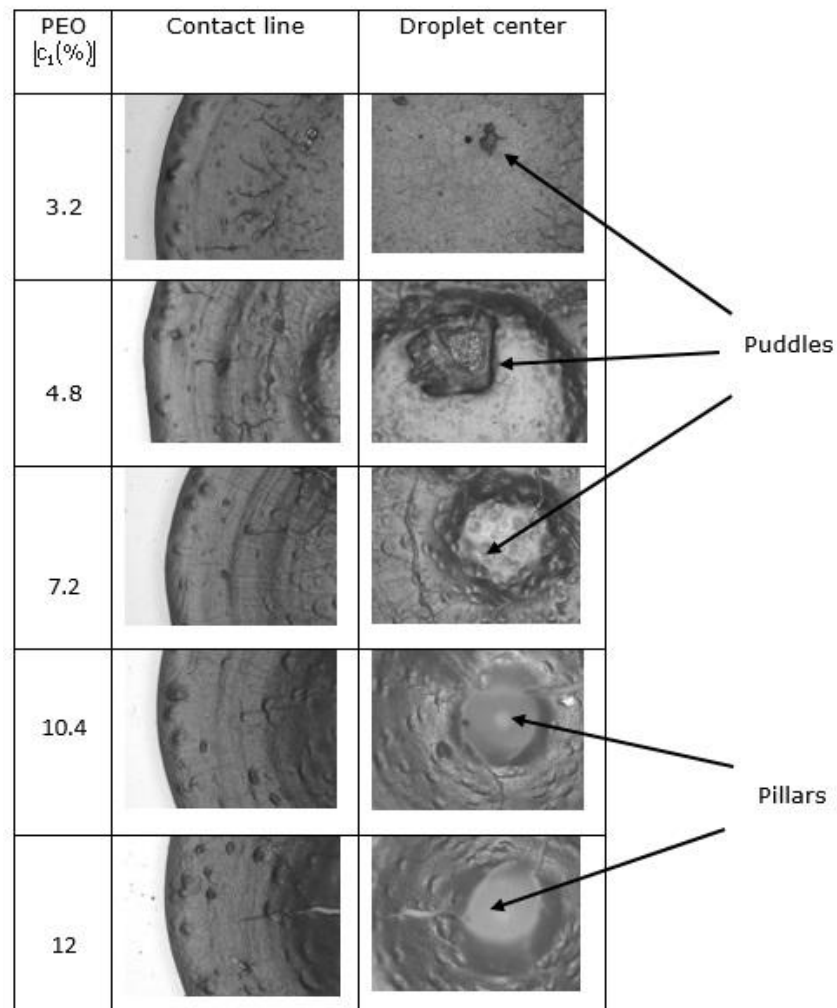 PEO
[c₁(%)]
Contact line
Droplet center
3.2
4.8
7.2
10.4
12
Puddles
Pillars